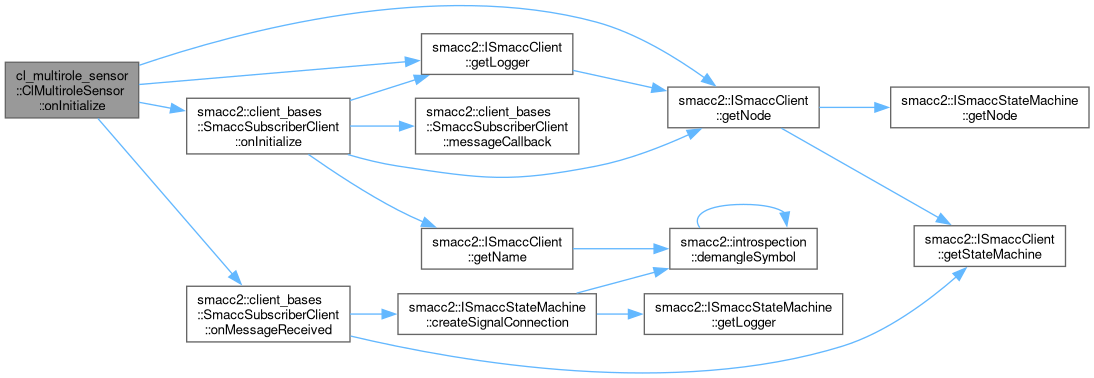 cl_multirole_sensor
::ClMultiroleSensor
::onInitialize
smacc2::ISmaccClient
::getLogger
smacc2::client_bases
::SmaccSubscriberClient
::onInitialize
smacc2::client_bases
::SmaccSubscriberClient
::messageCallback
smacc2::ISmaccClient
::getNode
smacc2::ISmaccStateMachine
::getNode
smacc2::ISmaccClient
::getName
smacc2::introspection
::demangleSymbol
smacc2::ISmaccClient
::getStateMachine
smacc2::client_bases
::SmaccSubscriberClient
::onMessageReceived
smacc2::ISmaccStateMachine
::createSignalConnection
smacc2::ISmaccStateMachine
::getLogger